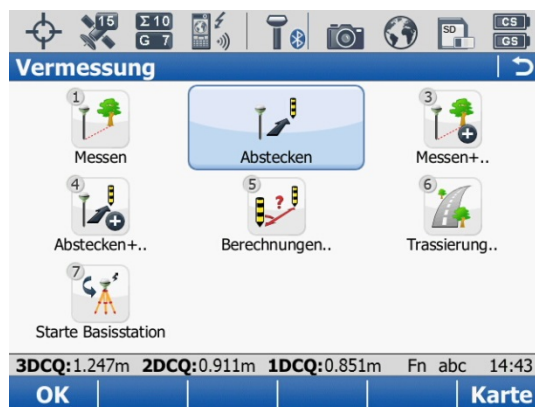 15
Σ 10
G 7
SD
CS
GS
Vermessung
1
Messen
Abstecken
3
Messen+..
4
Abstecken+..
5
?
Berechnungen..
6
Trassierung..
7
Starte Basisstation
3DCQ:1.247m 2DCQ:0.911m 1DCQ:0.851m Fn abc 14:43
OK Karte